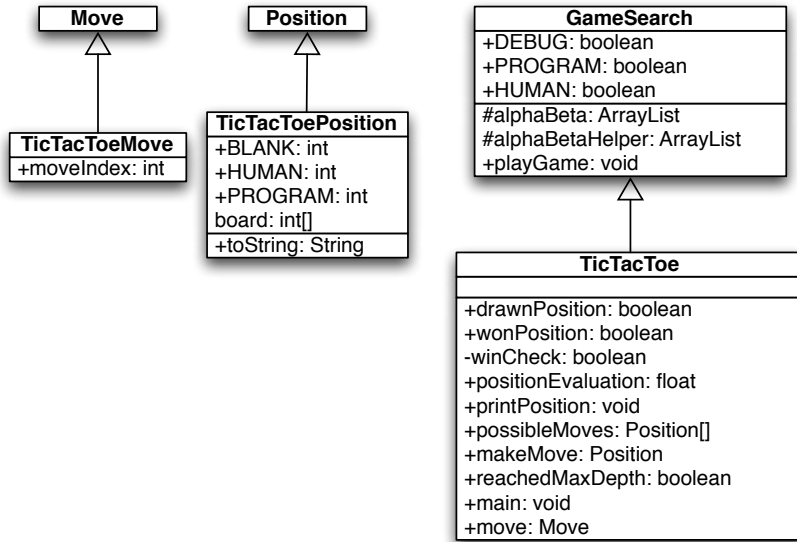 Move
TicTacToeMove
+moveIndex: int
Position
TicTacToePosition
+BLANK: int
+HUMAN: int
+PROGRAM: int
board: int[]
+toString: String
GameSearch
+DEBUG: boolean
+PROGRAM: boolean
+HUMAN: boolean
#alphaBeta: ArrayList
#alphaBetaHelper: ArrayList
+playGame: void
TicTacToe
+drawnPosition: boolean
+wonPosition: boolean
-winCheck: boolean
+positionEvaluation: float
+printPosition: void
+possibleMoves: Position[]
+makeMove: Position
+reachedMaxDepth: boolean
+main: void
+move: Move